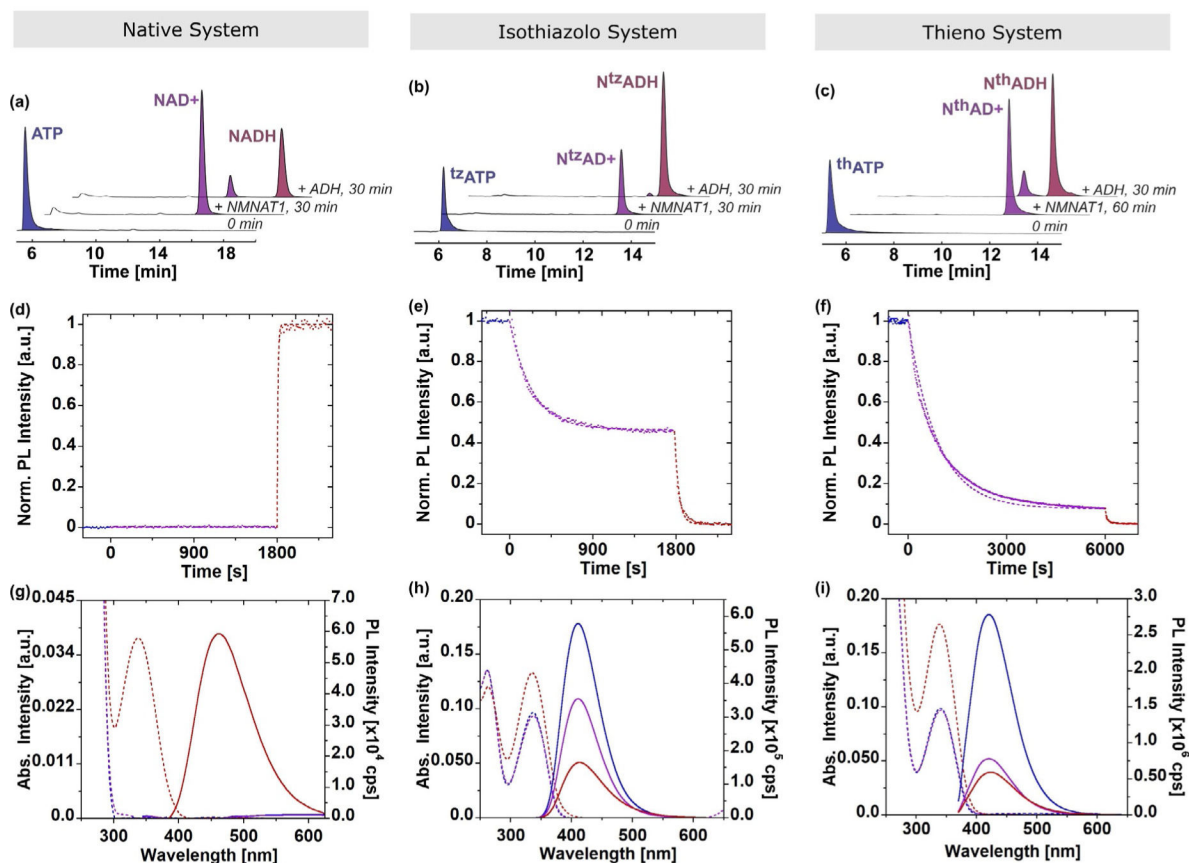 Native System
Isothiazolo System
Thieno System
(a)
ATP
NAD+
NADH
+ ADH, 30 min
+ NMNAT1, 30 min
0 min
6 10 14 18
Time [min]
(b)
tzATP
NtzAD+
NtzADH
+ ADH, 30 min
+ NMNAT1, 30 min
0 min
6 8 10 12 14
Time [min]
(c)
thATP
NthAD+
NthADH
+ ADH, 30 min
+ NMNAT1, 60 min
0 min
6 8 10 12 14
Time [min]
(d)
Norm. PL Intensity [a.u.]
1
0.8
0.6
0.4
0.2
0
0 900 1800
Time [s]
(e)
Norm. PL Intensity [a.u.]
1
0.8
0.6
0.4
0.2
0
0 900 1800
Time [s]
(f)
Norm. PL Intensity [a.u.]
1
0.8
0.6
0.4
0.2
0
0 3000 6000
Time [s]
(g)
Abs. Intensity [a.u.]
0.045
0.034
0.022
0.011
0.0
7.0
6.0
5.0
4.0
3.0
2.0
1.0
0.0
PL Intensity [x10⁴ cps]
300 400 500 600
Wavelength [nm]
(h)
Abs. Intensity [a.u.]
0.20
0.15
0.10
0.050
0.0
6.0
5.0
4.0
3.0
2.0
1.0
0.0
PL Intensity [x10⁵ cps]
300 400 500 600
Wavelength [nm]
(i)
Abs. Intensity [a.u.]
0.20
0.15
0.10
0.050
0.0
3.0
2.5
2.0
1.5
1.0
0.50
0.0
PL Intensity [x10⁶ cps]
300 400 500 600
Wavelength [nm]